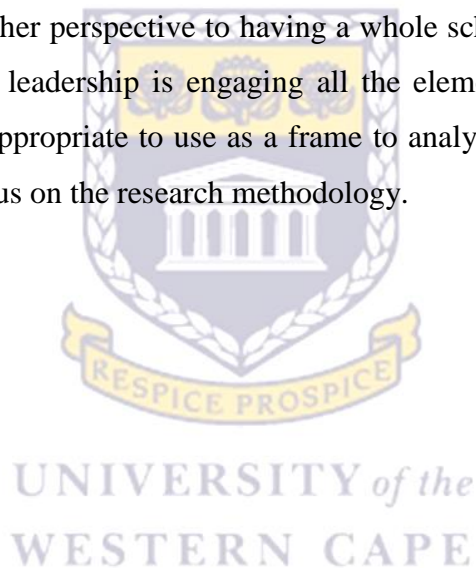 her perspective to having a whole sch
leadership is engaging all the elem
ppropriate to use as a frame to analy
us on the research methodology.
RESPICE PROSPICE
UNIVERSITY of the
WESTERN CAPE